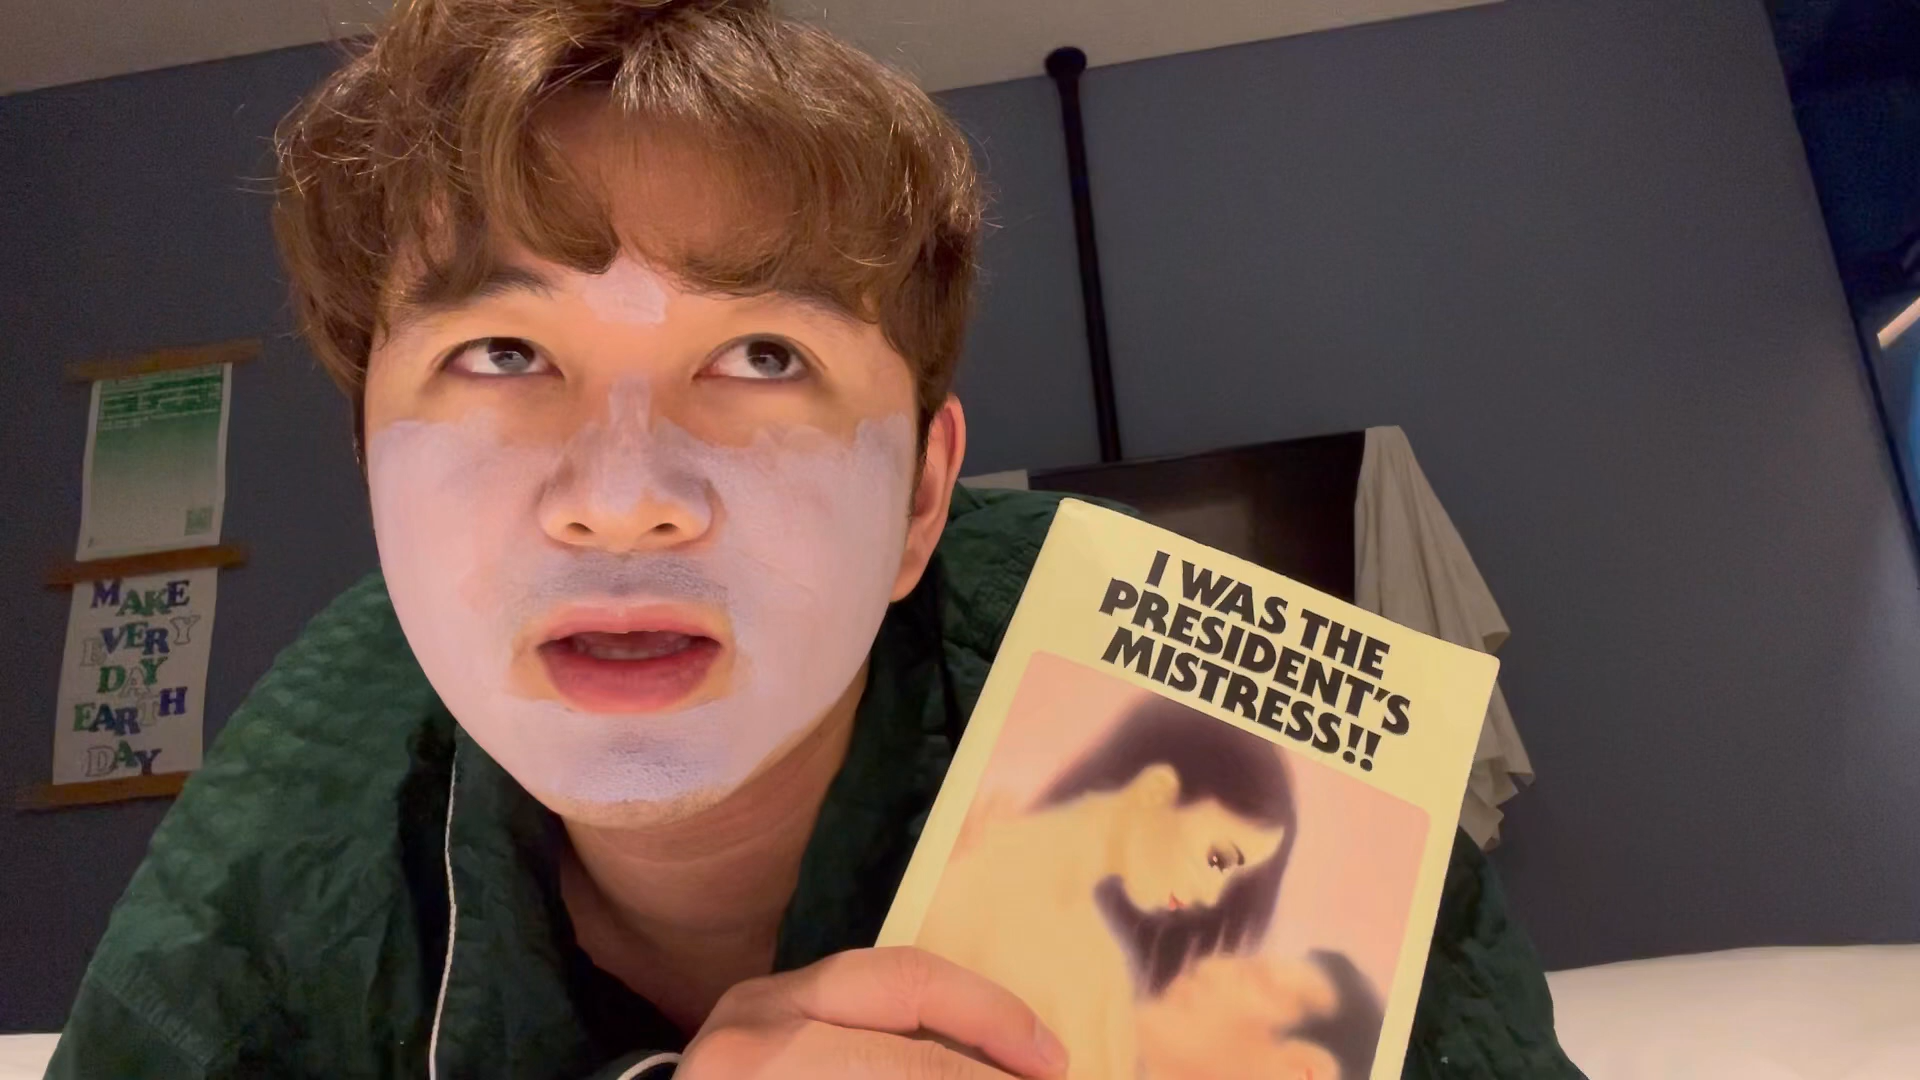 MAKE
EVERY
DAY
EARTH
DAY
I WAS THE
PRESIDENT'S
MISTRESS!!